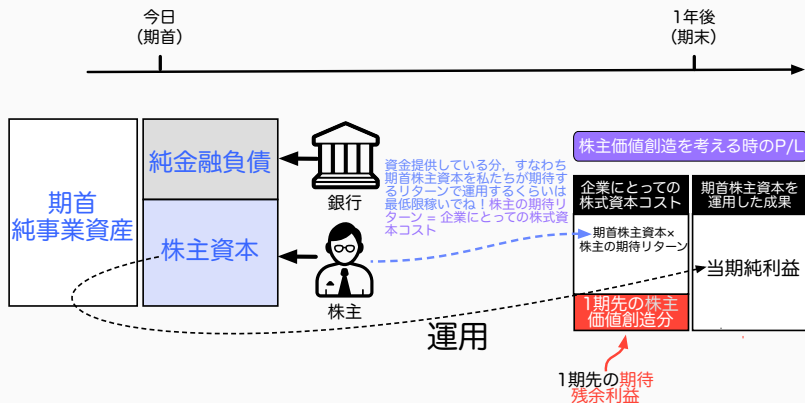 今日
(期首)
1年後
(期末)
期首
純事業資産
純金融負債
株主資本
銀行
株主
資金提供している分，すなわち
期首株主資本を私たちが期待す
るリターンで運用するくらいは
最低限稼いでね！株主の期待リ
ターン = 企業にとっての株式資
本コスト
運用
株主価値創造を考える時のP/L
企業にとっての
株式資本コスト
期首株主資本を
運用した成果
期首株主資本×
株主の期待リターン
当期純利益
1期先の株主
価値創造分
1期先の期待
残余利益